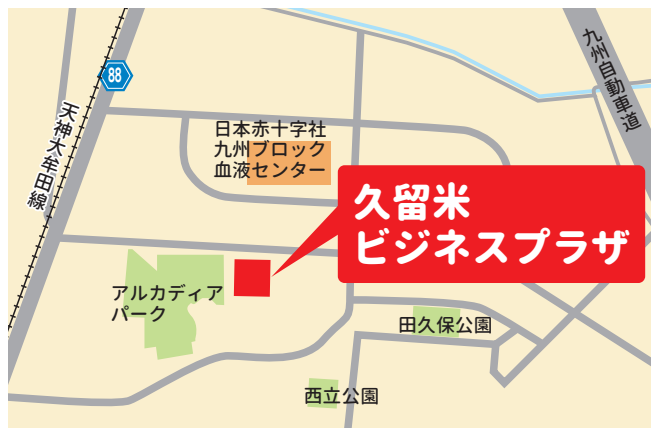 88
九州自動車道
天神大牟田線
日本赤十字社
九州ブロック
血液センター
久留米
ビジネスプラザ
アルカディア
パーク
田久保公園
西立公園